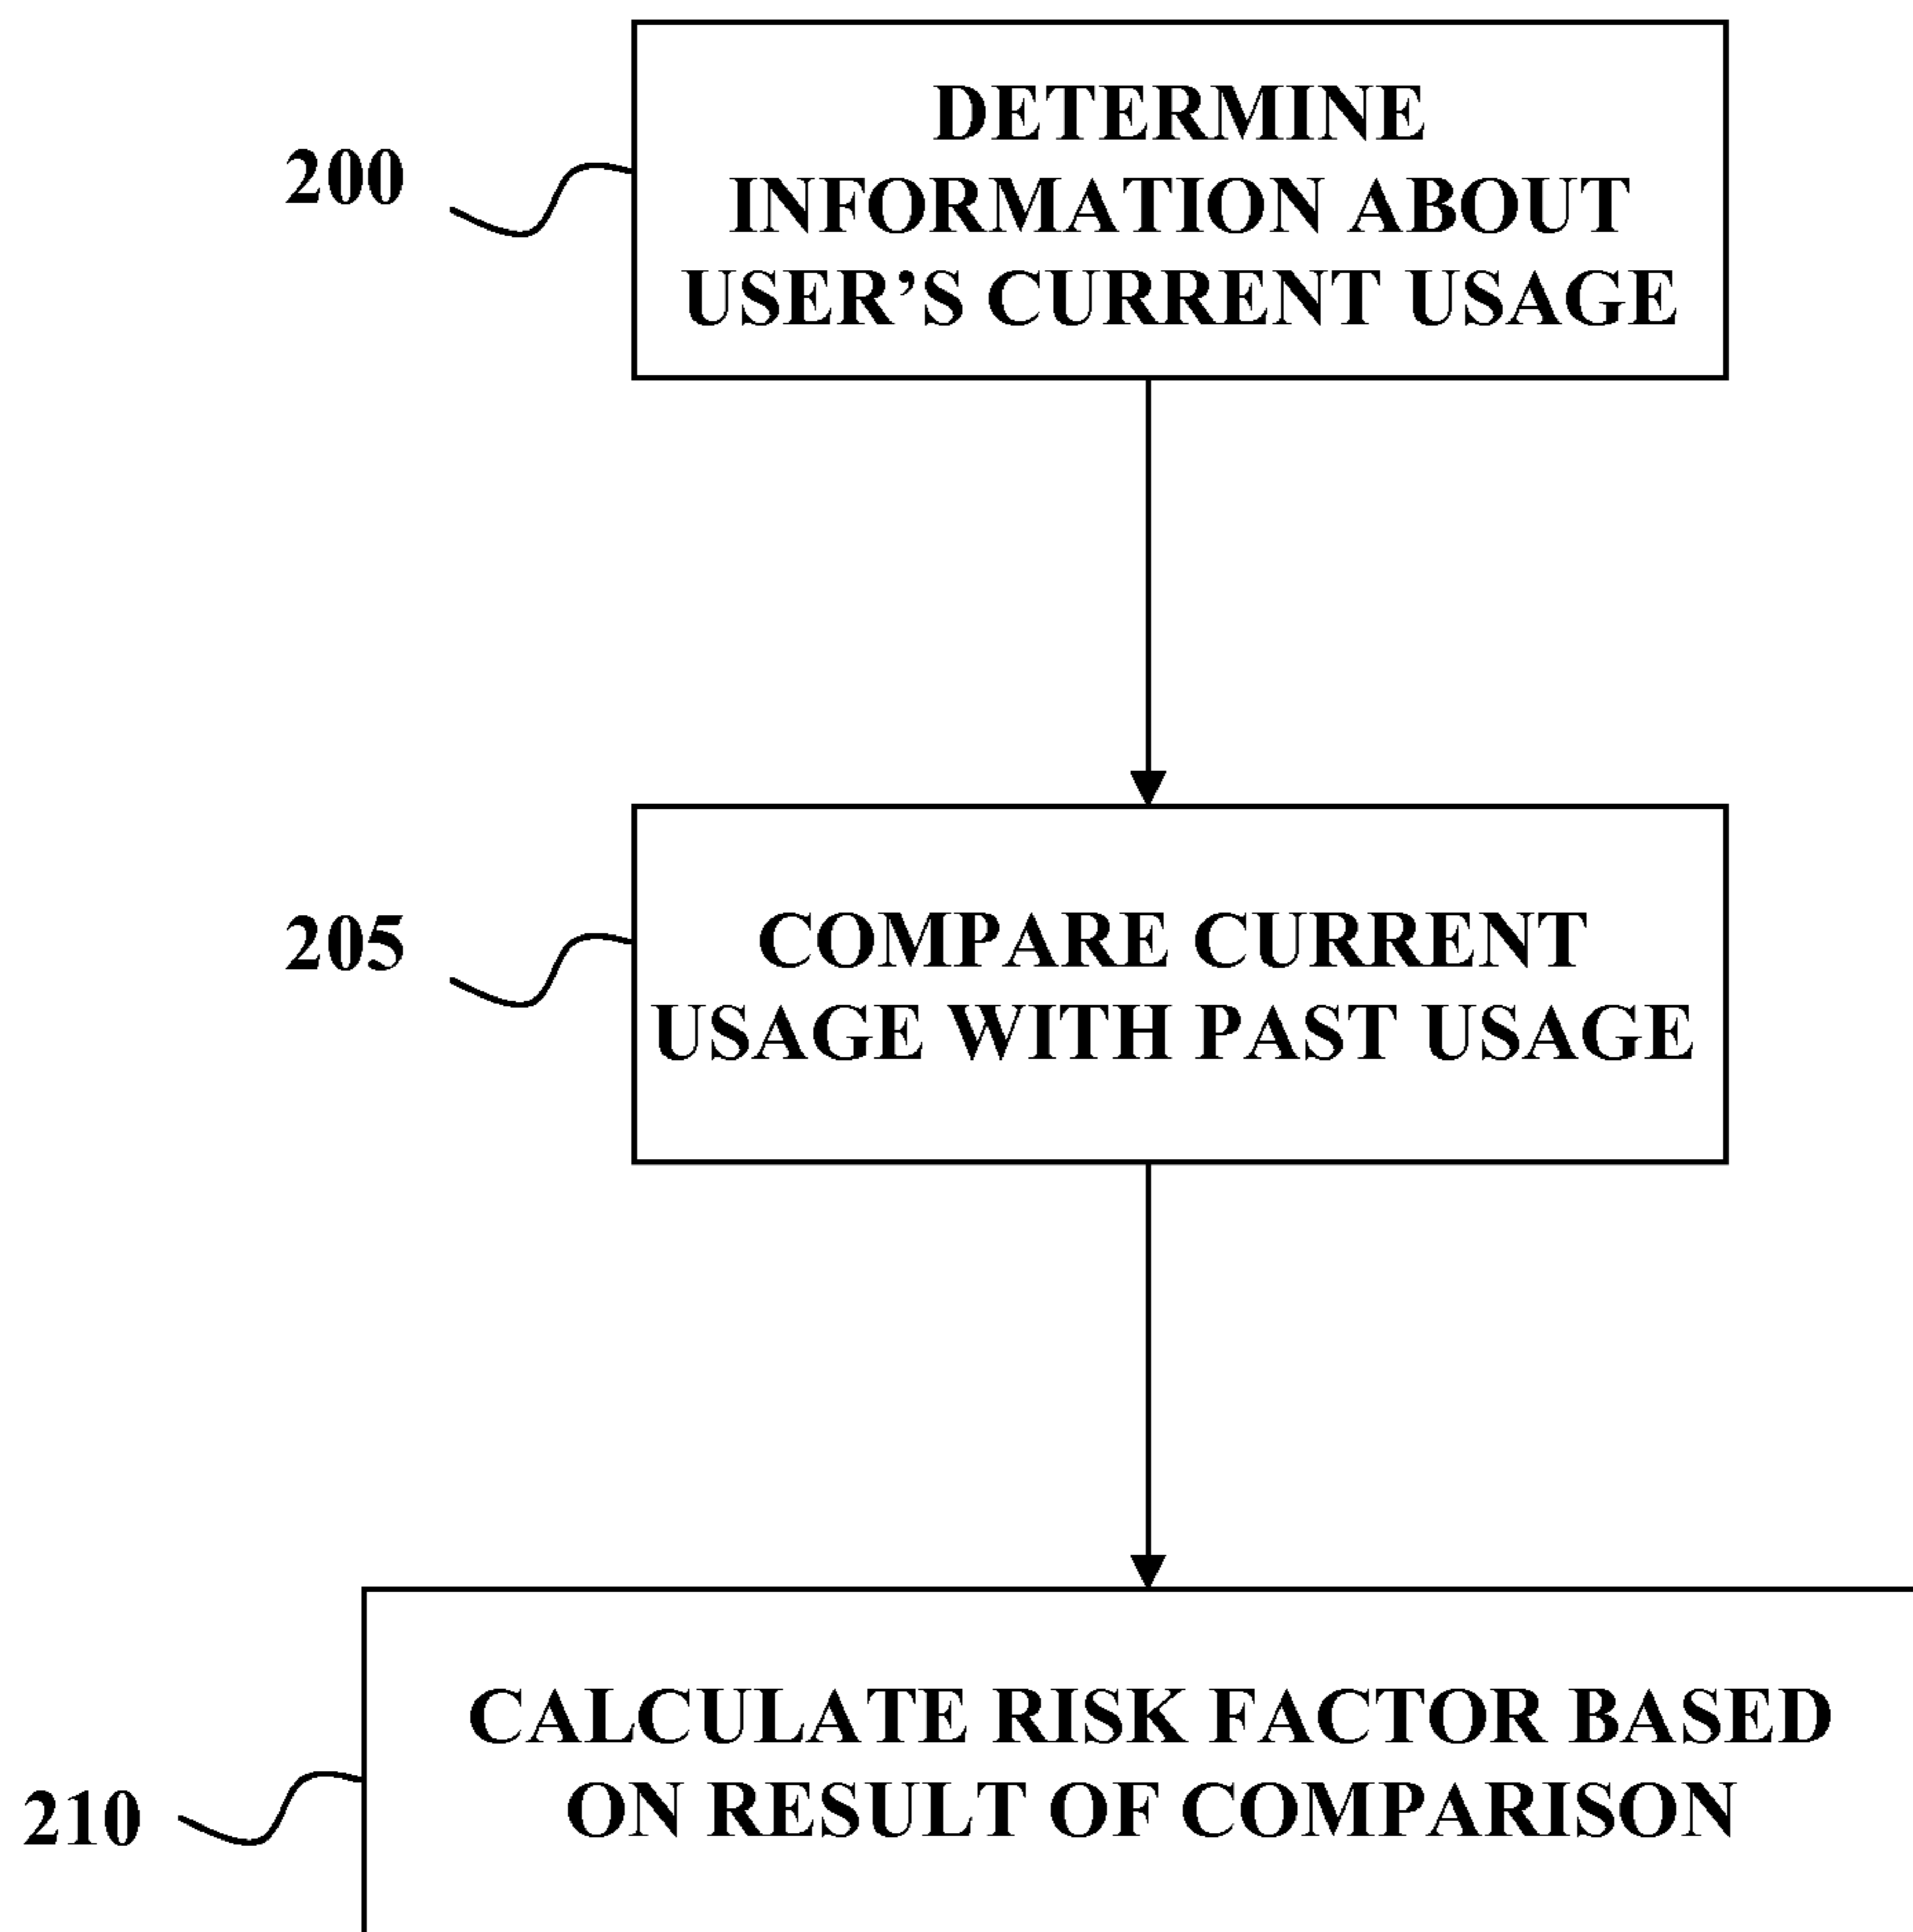 DETERMINE
INFORMATION ABOUT
USER’S CURRENT USAGE
200
COMPARE CURRENT
USAGE WITH PAST USAGE
205
CALCULATE RISK FACTOR BASED
ON RESULT OF COMPARISON
210